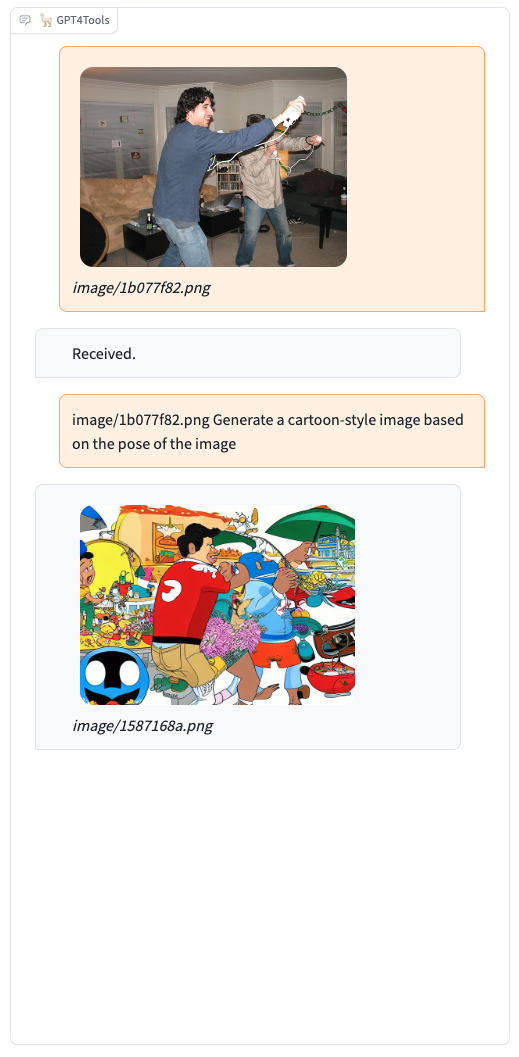 GPT4Tools
image/1b077f82.png
Received.
image/1b077f82.png Generate a cartoon-style image based
on the pose of the image
image/1587168a.png